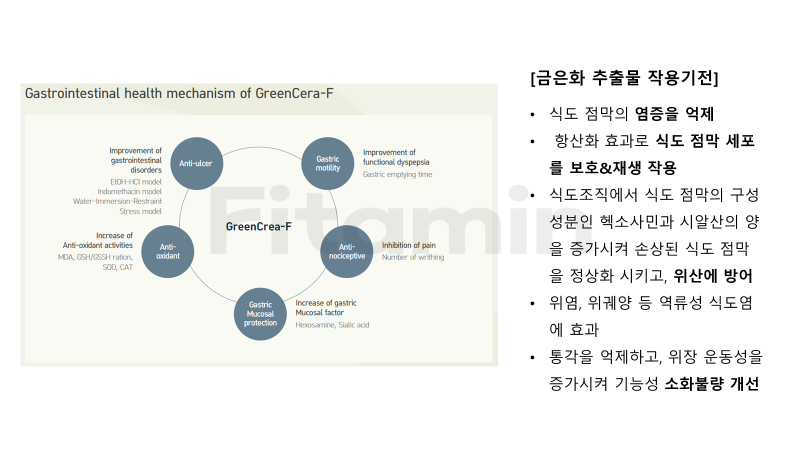 Gastrointestinal health mechanism of GreenCera-F
Improvement of
gastrointestinal
disorders
EtOH-HCl model
Indomethacin model
Water-Immersion-Restraint
Stress model
Anti-ulcer
Gastric
motility
Improvement of
functional dyspepsia
Gastric emptying time
GreenCrea-F
Increase of
Anti-oxidant activities
MDA, GSH/GSSH ration,
SOD, CAT
Anti-
oxidant
Anti-
nociceptive
Inhibition of pain
Number of writhing
Gastric
Mucosal
protection
Increase of gastric
Mucosal factor
Hexosamine, Sialic acid
Fitamin
[금은화 추출물 작용기전]
• 식도 점막의 염증을 억제
• 항산화 효과로 식도 점막 세포
를 보호&재생 작용
• 식도조직에서 식도 점막의 구성
성분인 헥소사민과 시알산의 양
을 증가시켜 손상된 식도 점막
을 정상화 시키고, 위산에 방어
• 위염, 위궤양 등 역류성 식도염
에 효과
• 통각을 억제하고, 위장 운동성을
증가시켜 기능성 소화불량 개선